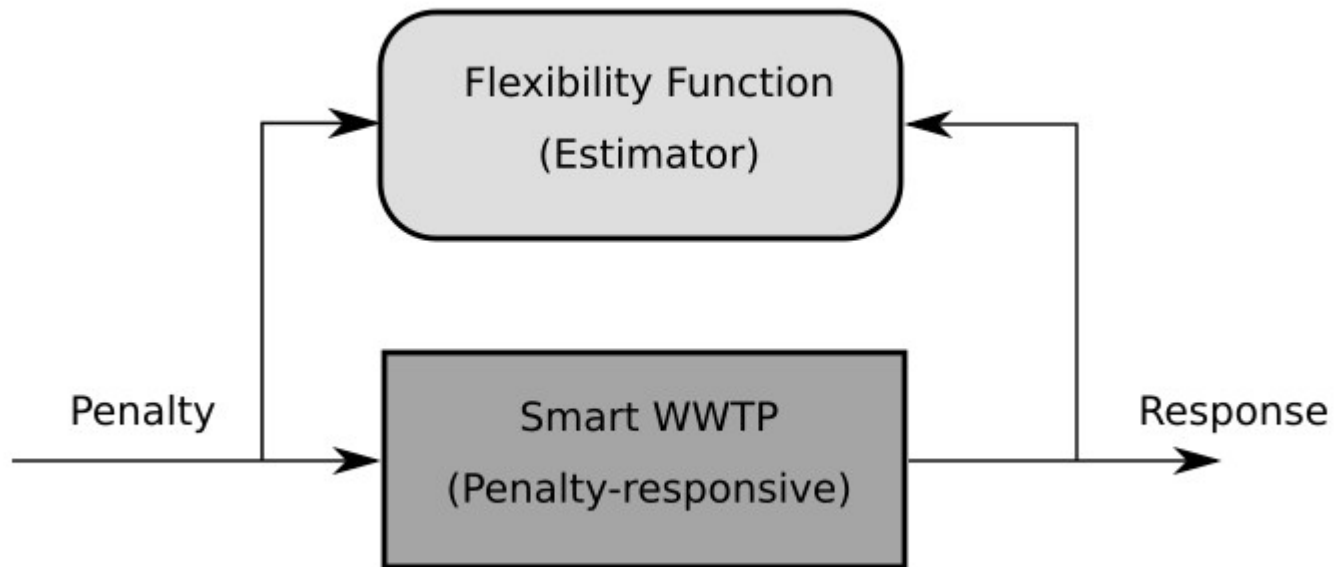 Flexibility Function
(Estimator)
Penalty
Smart WWTP
Response
(Penalty-responsive)